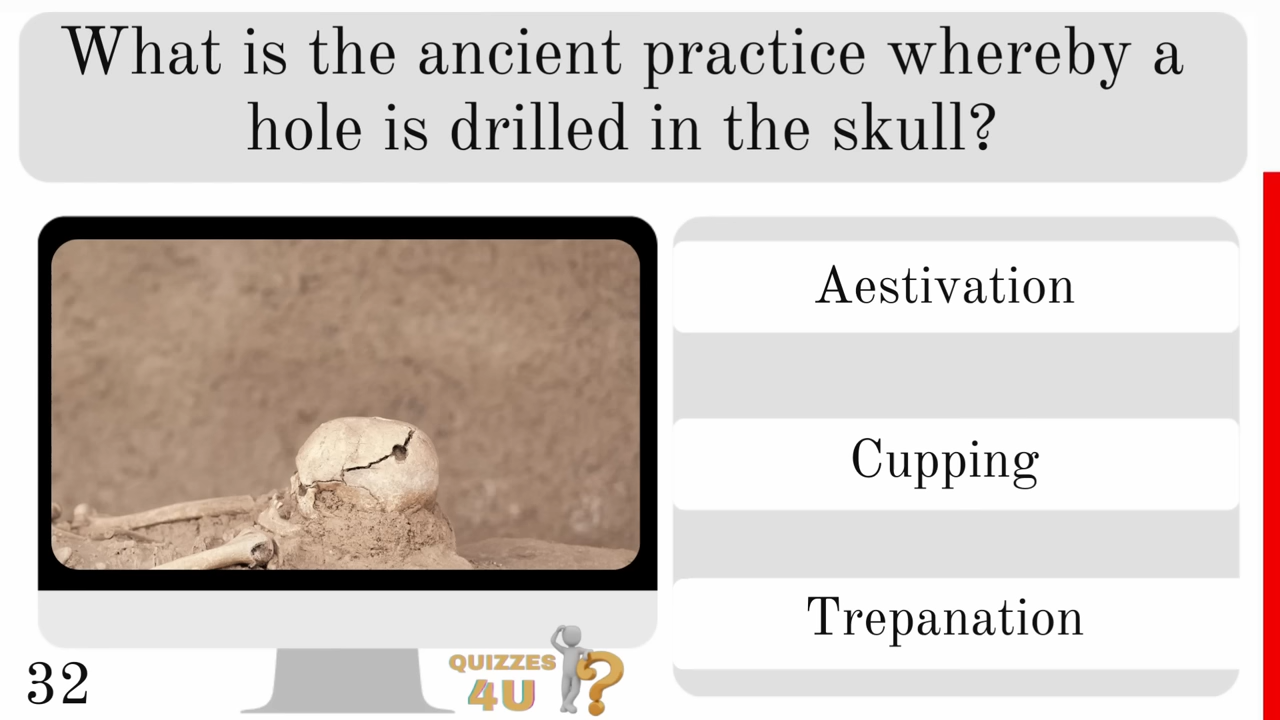 What is the ancient practice whereby a
hole is drilled in the skull?
Aestivation
Cupping
Trepanation
32
QUIZZES
4U